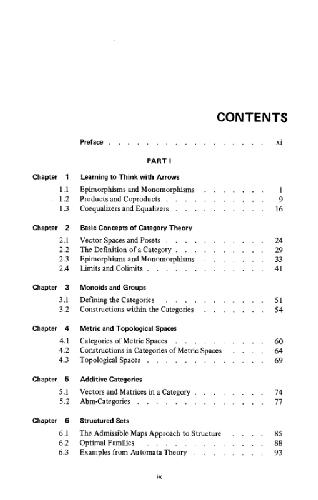 CONTENTS
Preface . . . . . . . . . . . . . . . . . xi
PART I
Chapter 1 Learning to Think with Arrows
1.1 Epimorphisms and Monomorphisms . . . . . . . 1
1.2 Products and Coproducts . . . . . . . . . . 9
1.3 Coequalizers and Equalizers . . . . . . . . . 16
Chapter 2 Basic Concepts of Category Theory
2.1 Vector Spaces and Posets . . . . . . . . . . 24
2.2 The Definition of a Category . . . . . . . . . 29
2.3 Epimorphisms and Monomorphisms . . . . . . . 33
2.4 Limits and Colimits . . . . . . . . . . . . 41
Chapter 3 Monoids and Groups
3.1 Defining the Categories . . . . . . . . . . 51
3.2 Constructions within the Categories . . . . . . . 54
Chapter 4 Metric and Topological Spaces
4.1 Categories of Metric Spaces . . . . . . . . . 60
4.2 Constructions in Categories of Metric Spaces . . . . 64
4.3 Topological Spaces . . . . . . . . . . . . 69
Chapter 5 Additive Categories
5.1 Vectors and Matrices in a Category . . . . . . . . 74
5.2 Abm-Categories . . . . . . . . . . . . . 77
Chapter 6 Structured Sets
6.1 The Admissible Maps Approach to Structure . . . . 85
6.2 Optimal Families . . . . . . . . . . . . 88
6.3 Examples from Automata Theory . . . . . . . . 93
ix